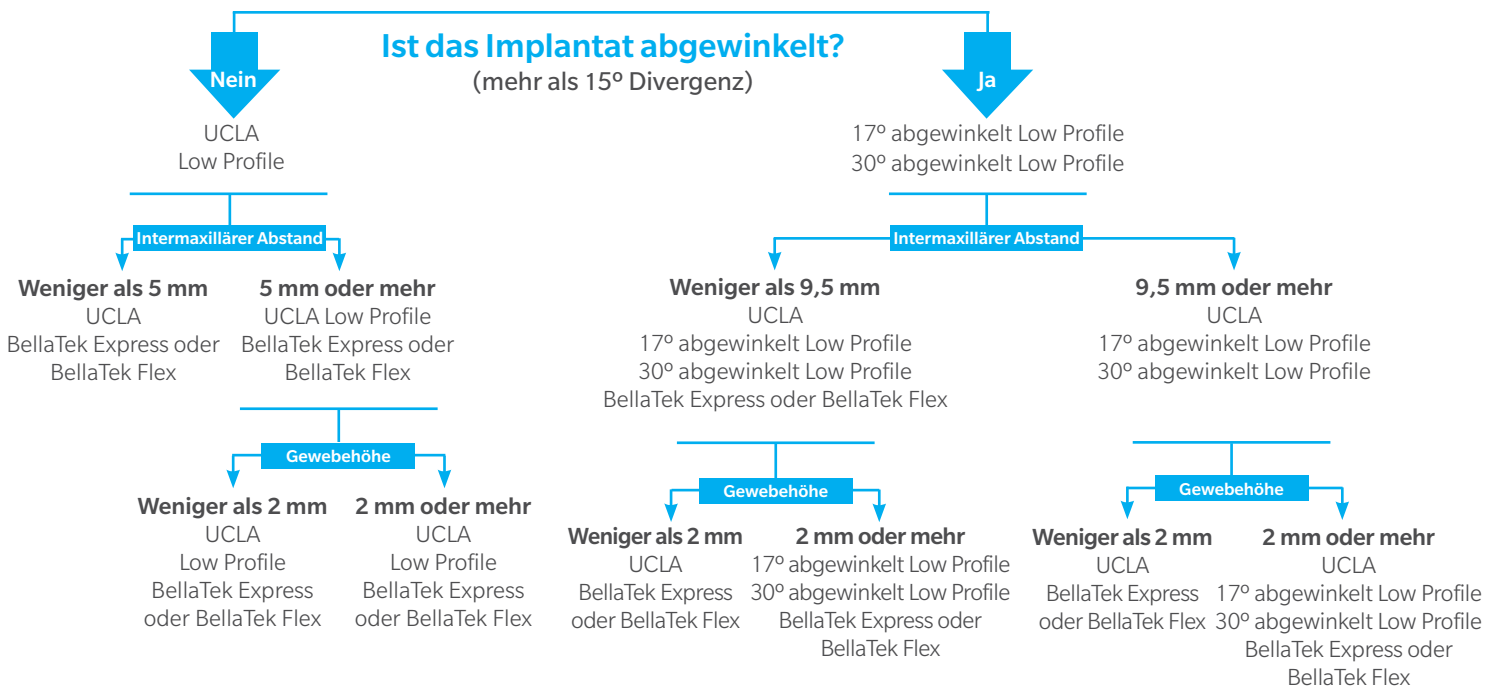 Ist das Implantat abgewinkelt?
(mehr als 15º Divergenz)
Nein
UCLA
Low Profile
Ja
17º abgewinkelt Low Profile
30º abgewinkelt Low Profile
Intermaxillärer Abstand
Weniger als 5 mm
UCLA
BellaTek Express oder
BellaTek Flex
5 mm oder mehr
UCLA Low Profile
BellaTek Express oder
BellaTek Flex
Gewebehöhe
Weniger als 2 mm
UCLA
Low Profile
BellaTek Express
oder BellaTek Flex
2 mm oder mehr
UCLA
Low Profile
BellaTek Express
oder BellaTek Flex
Intermaxillärer Abstand
Weniger als 9,5 mm
UCLA
17º abgewinkelt Low Profile
30º abgewinkelt Low Profile
BellaTek Express oder BellaTek Flex
Gewebehöhe
Weniger als 2 mm
UCLA
BellaTek Express
oder BellaTek Flex
2 mm oder mehr
17º abgewinkelt Low Profile
30º abgewinkelt Low Profile
BellaTek Express oder
BellaTek Flex
9,5 mm oder mehr
UCLA
17º abgewinkelt Low Profile
30º abgewinkelt Low Profile
Gewebehöhe
Weniger als 2 mm
UCLA
BellaTek Express
oder BellaTek Flex
2 mm oder mehr
UCLA
17º abgewinkelt Low Profile
30º abgewinkelt Low Profile
BellaTek Express oder
BellaTek Flex